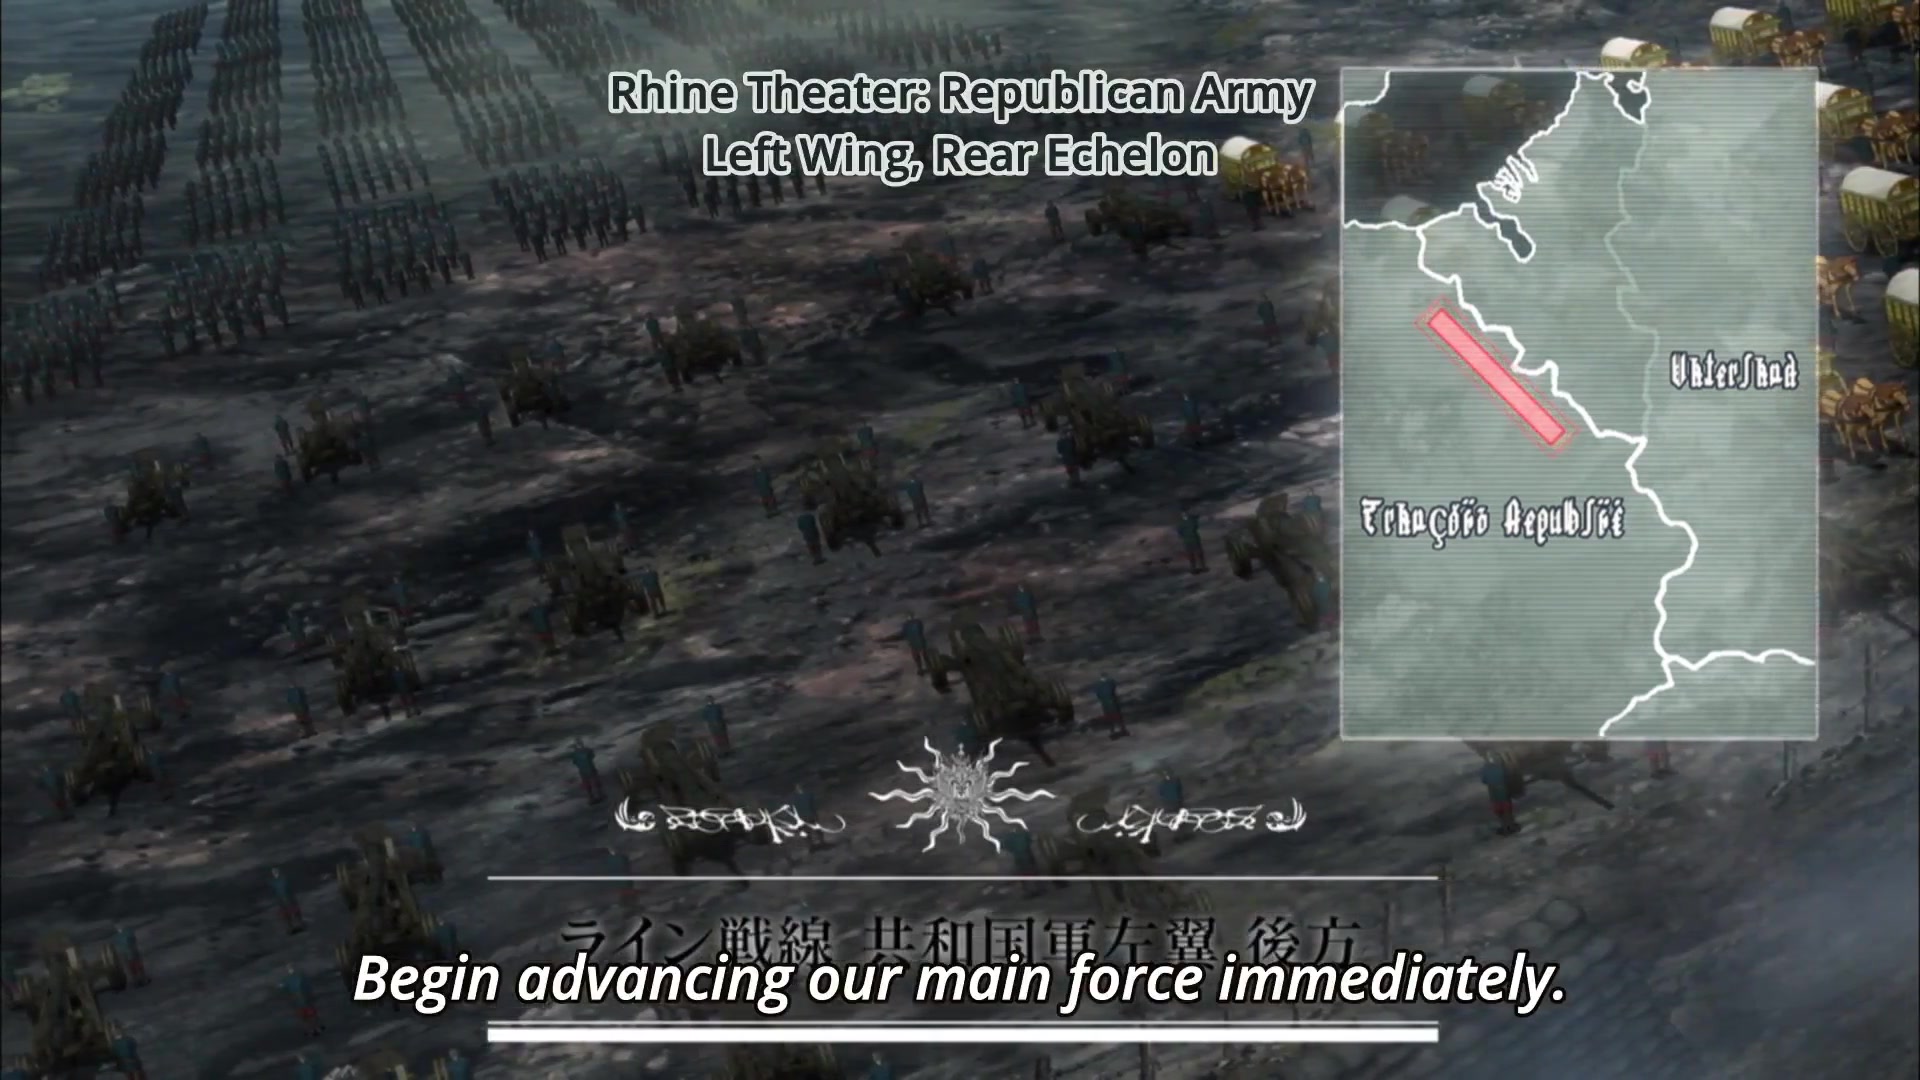 Rhine Theater: Republican Army
Left Wing, Rear Echelon
ライン戦線 共和国軍左翼 後方
Begin advancing our main force immediately.